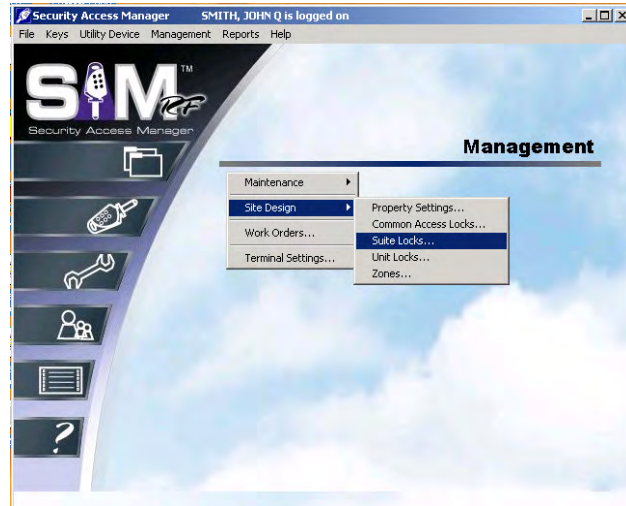 Security Access Manager SMITH, JOHN Q is logged on
File Keys Utility Device Management Reports Help
SAM TM
RF
Security Access Manager
Management
Maintenance
Site Design
Work Orders...
Terminal Settings...
Property Settings...
Common Access Locks...
Suite Locks...
Unit Locks...
Zones...
?